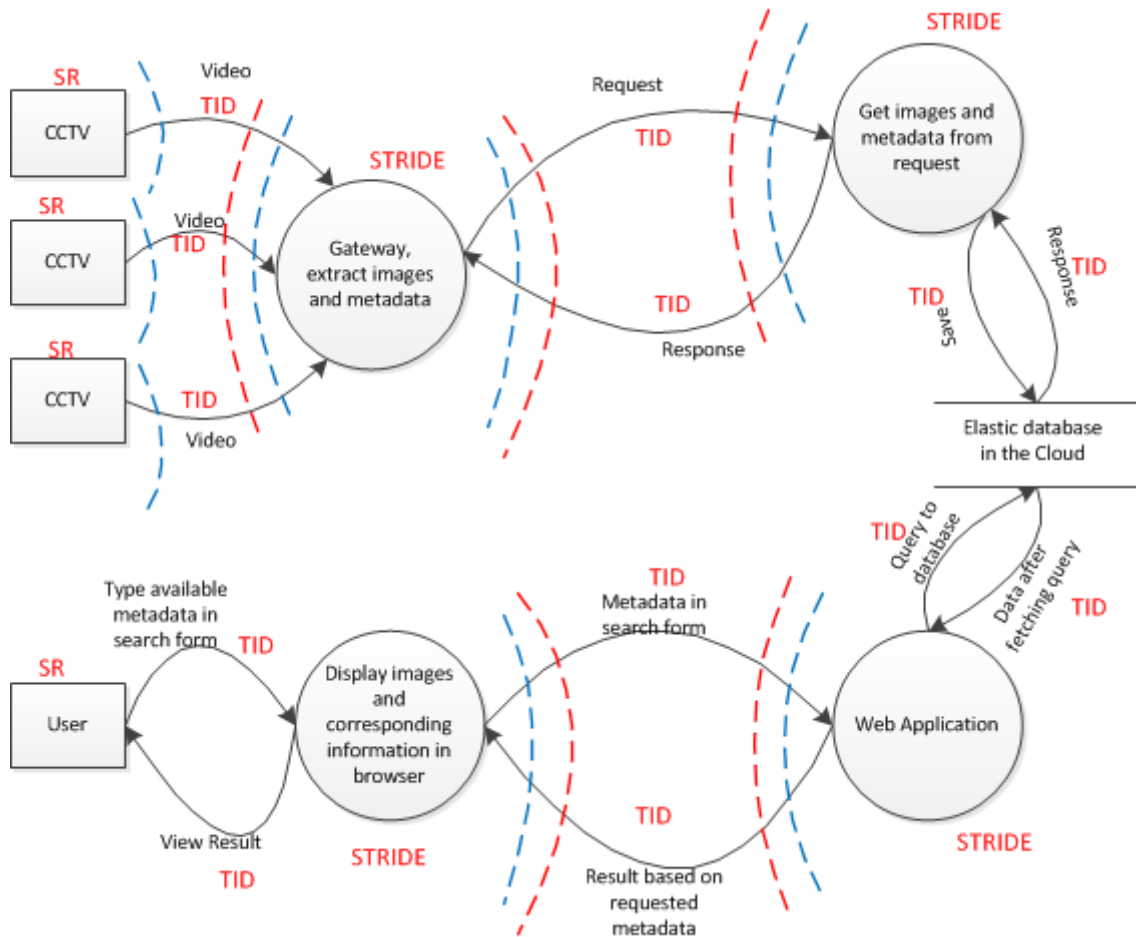 STRIDE
SR
Video
TID
CCTV
Request
TID
Get images and
metadata from
request
STRIDE
SR
Video
TID
CCTV
Gateway,
extract images
and metadata
TID
Response
Response
TID
TID
Save
SR
CCTV
TID
Video
Elastic database
in the Cloud
TID
Query to
database
Data after
fetching query
TID
Type available
metadata in
search form
TID
TID
Metadata in
search form
SR
User
Display images
and
corresponding
information in
browser
Web Application
View Result
TID
STRIDE
TID
Result based on
requested
metadata
STRIDE